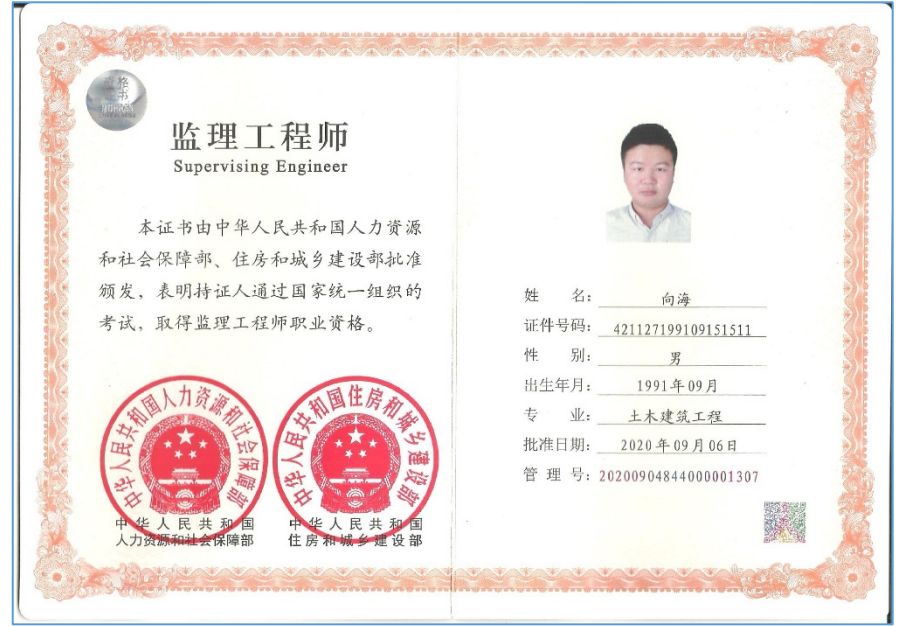 监理工程师
Supervising Engineer
本证书由中华人民共和国人力资源
和社会保障部、住房和城乡建设部批准
颁发，表明持证人通过国家统一组织的
考试，取得监理工程师职业资格。
中华人民共和国人力资源和社会保障部
中华人民共和国住房和城乡建设部
中华人民共和国
人力资源和社会保障部
中华人民共和国
住房和城乡建设部
姓 名： 向海
证件号码： 421127199109151511
性 别： 男
出生年月： 1991年09月
专 业： 土木建筑工程
批准日期： 2020年09月06日
管 理 号： 20200904844000001307